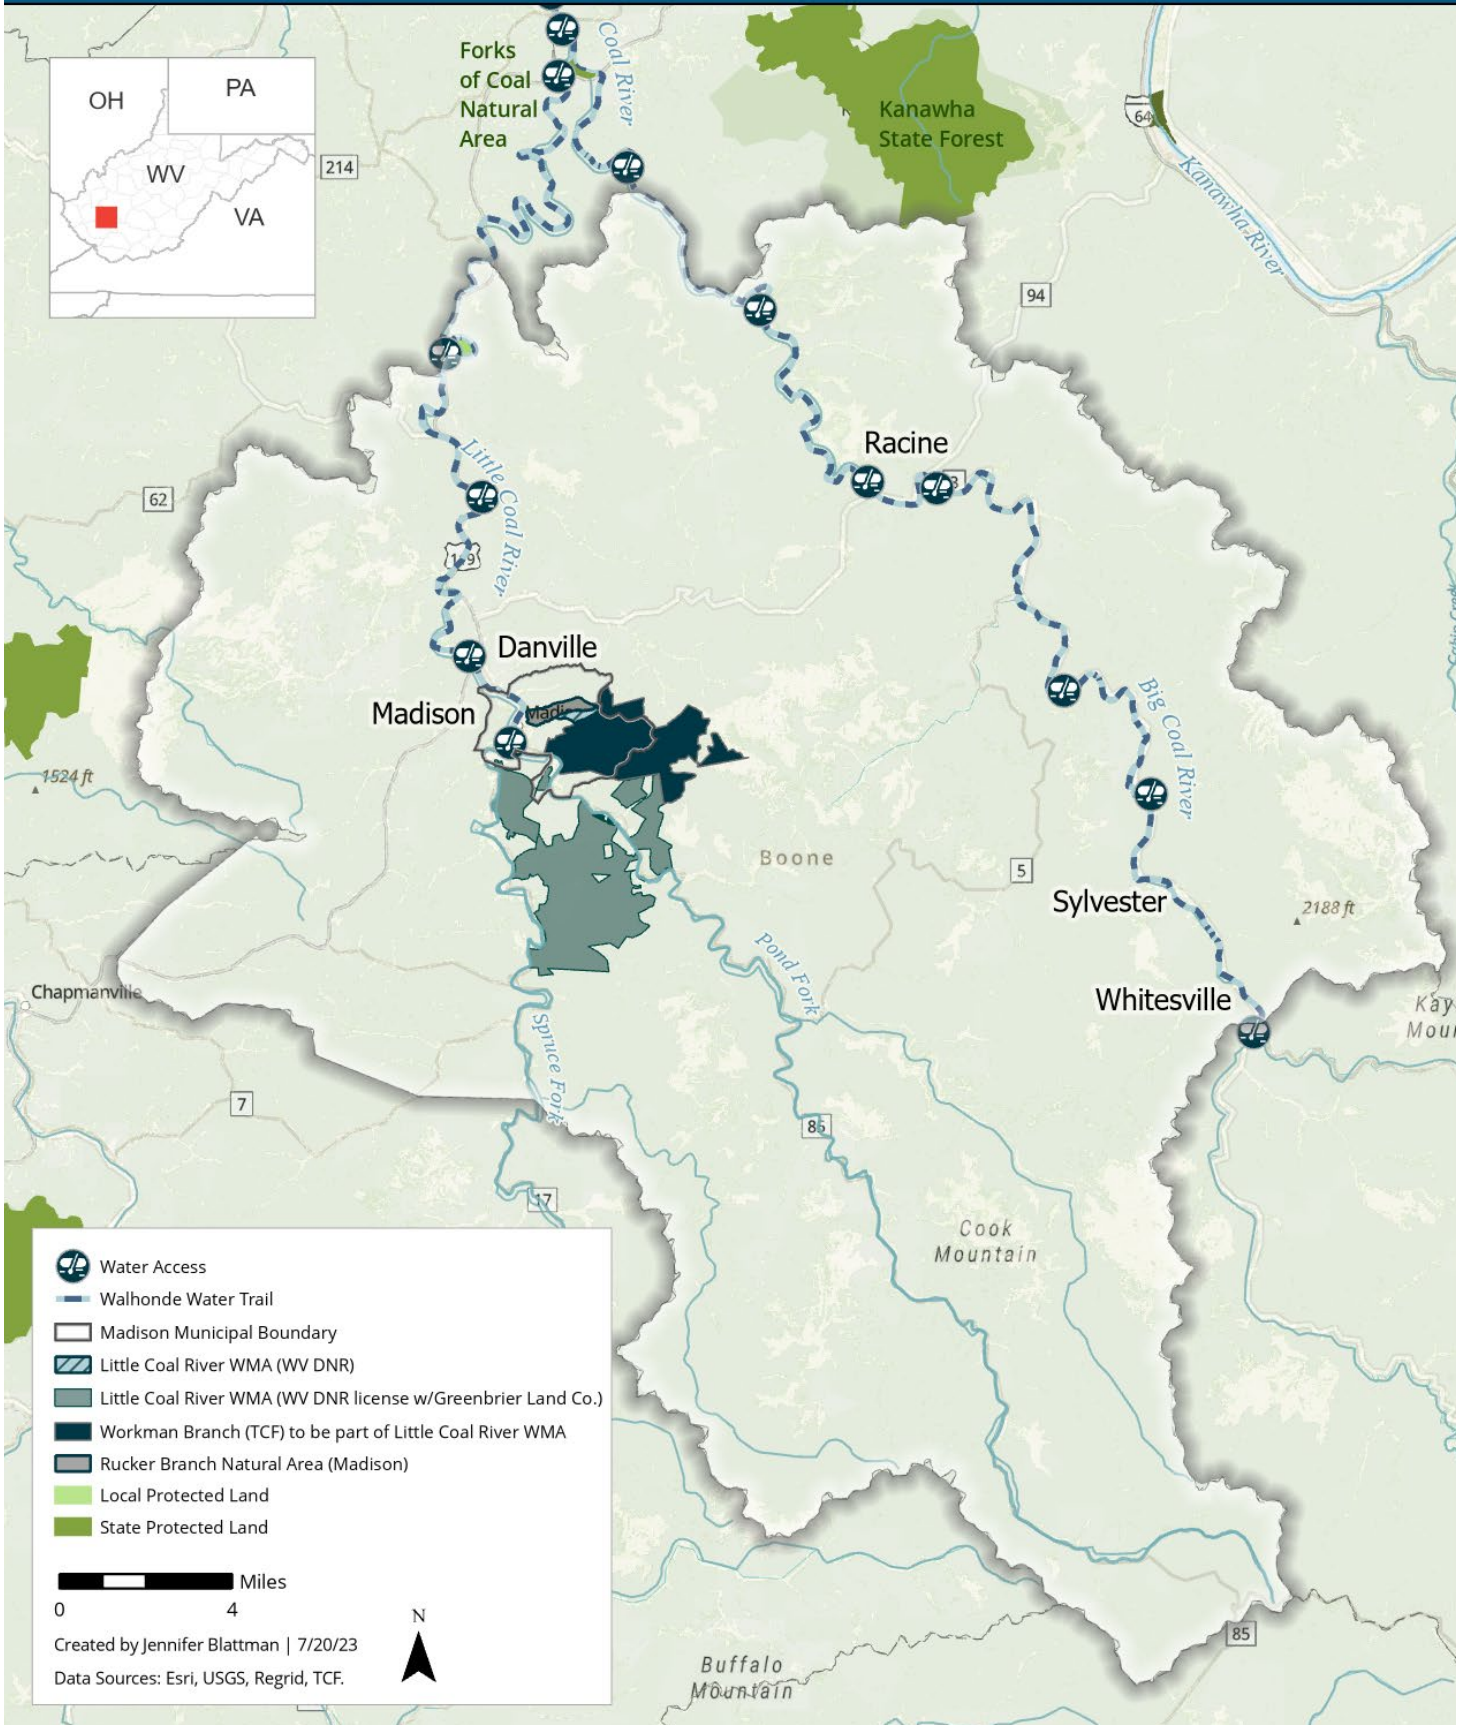 Forks
of Coal
Natural
Area
Coal River
Kanawha
State Forest
64
Kanawha River
OH
PA
WV
VA
214
94
Racine
3
62
Little Coal River
Danville
Madison
Big Coal River
1524 ft
Boone
5
Sylvester
2188 ft
Pond Fork
Chapmanville
Whitesville
Spruce Fork
7
85
17
Cook
Mountain
Water Access
Walhonde Water Trail
Madison Municipal Boundary
Little Coal River WMA (WV DNR)
Little Coal River WMA (WV DNR license w/Greenbrier Land Co.)
Workman Branch (TCF) to be part of Little Coal River WMA
Rucker Branch Natural Area (Madison)
Local Protected Land
State Protected Land
Miles
0 4
N
Created by Jennifer Blattman | 7/20/23
Data Sources: Esri, USGS, Regrid, TCF.
85
Buffalo
Mountain